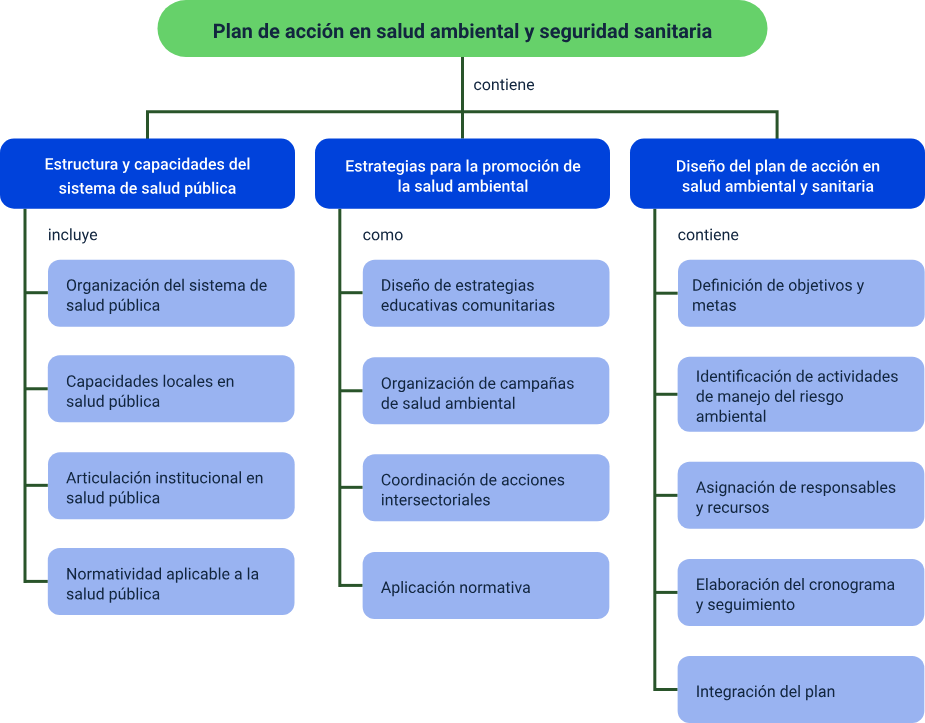 Plan de acción en salud ambiental y seguridad sanitaria
contiene
Estructura y capacidades del
sistema de salud pública
incluye
Organización del sistema de
salud pública
Capacidades locales en
salud pública
Articulación institucional en
salud pública
Normatividad aplicable a la
salud pública
Estrategias para la promoción de
la salud ambiental
como
Diseño de estrategias
educativas comunitarias
Organización de campañas
de salud ambiental
Coordinación de acciones
intersectoriales
Aplicación normativa
Diseño del plan de acción en
salud ambiental y sanitaria
contiene
Definición de objetivos y
metas
Identificación de actividades
de manejo del riesgo
ambiental
Asignación de responsables
y recursos
Elaboración del cronograma
y seguimiento
Integración del plan